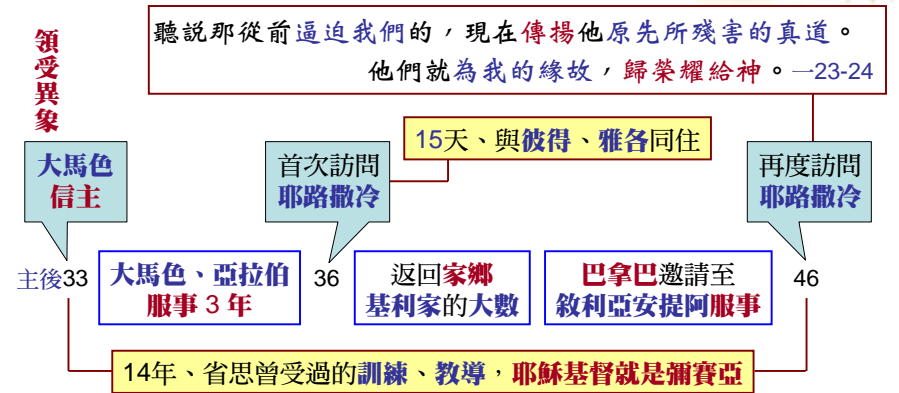 領受異象
聽說那從前逼迫我們的，現在傳揚他原先所殘害的真道。
他們就為我的緣故，歸榮耀給神。一23-24
15天、與彼得、雅各同住
大馬色
信主
首次訪問
耶路撒冷
再度訪問
耶路撒冷
主後33
大馬色、亞拉伯
服事 3 年
36
返回家鄉
基利家的大數
巴拿巴邀請至
敘利亞安提阿服事
46
14年、省思曾受過的訓練、教導，耶穌基督就是彌賽亞